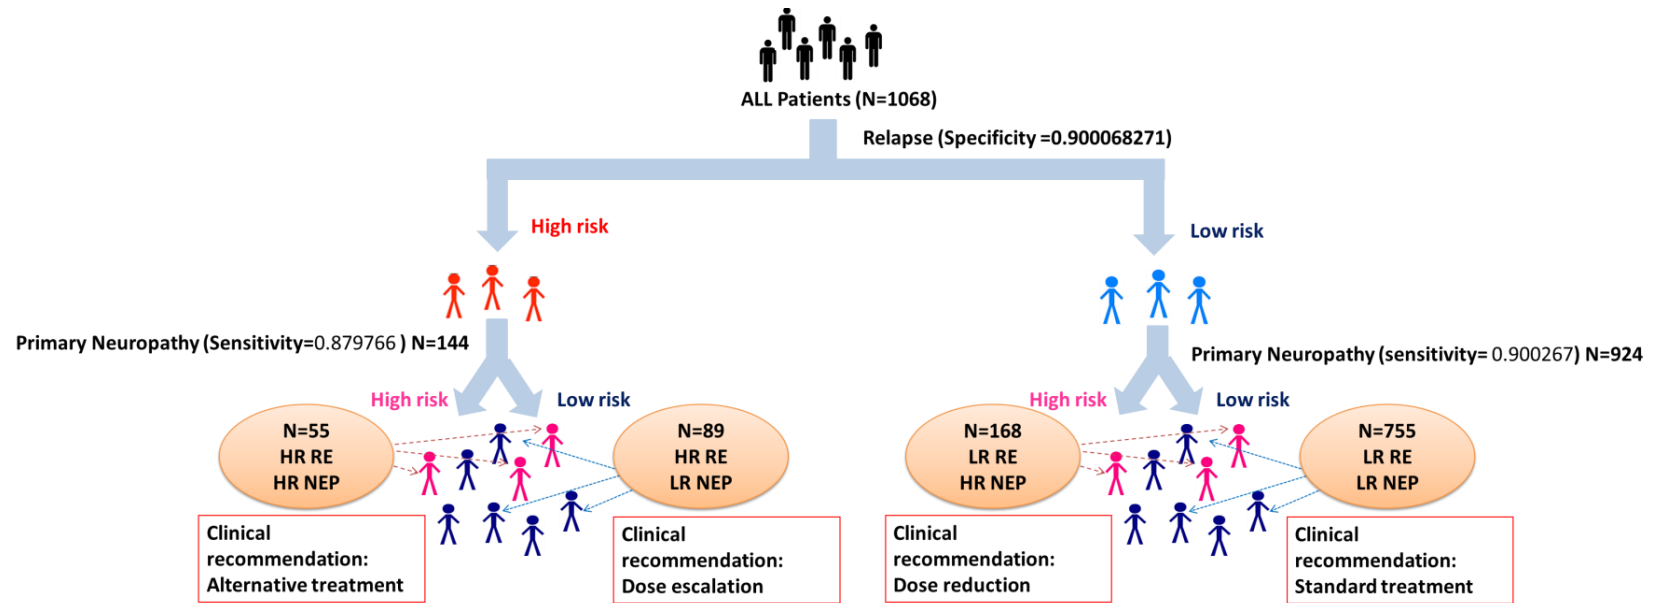 ALL Patients (N=1068)
Relapse (Specificity =0.900068271)
High risk
Low risk
Primary Neuropathy (Sensitivity=0.879766 ) N=144
Primary Neuropathy (sensitivity= 0.900267) N=924
High risk
Low risk
High risk
Low risk
N=55
HR RE
HR NEP
N=89
HR RE
LR NEP
N=168
LR RE
HR NEP
N=755
LR RE
LR NEP
Clinical
recommendation:
Alternative treatment
Clinical
recommendation:
Dose escalation
Clinical
recommendation:
Dose reduction
Clinical
recommendation:
Standard treatment